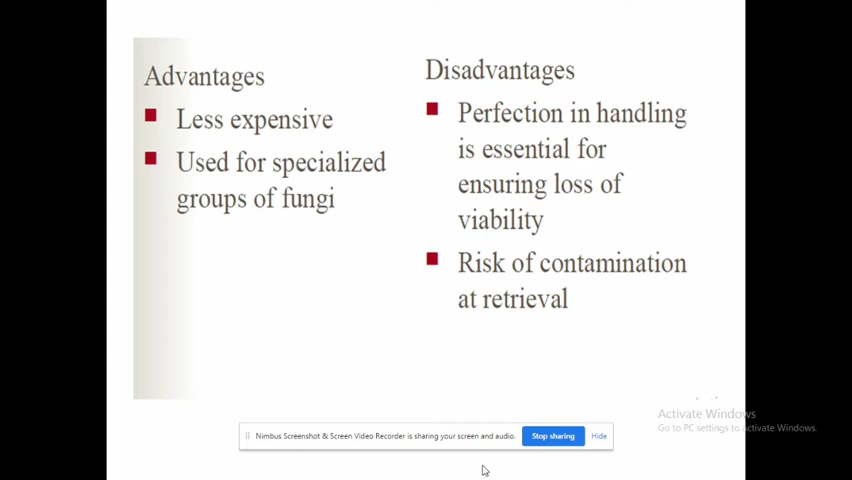 Advantages
Less expensive
Used for specialized
groups of fungi
Disadvantages
Perfection in handling
is essential for
ensuring loss of
viability
Risk of contamination
at retrieval
Activate Windows
Go to PC settings to Activate Windows.
Nimbus Screenshot & Screen Video Recorder is sharing your screen and audio.
Stop sharing
Hide